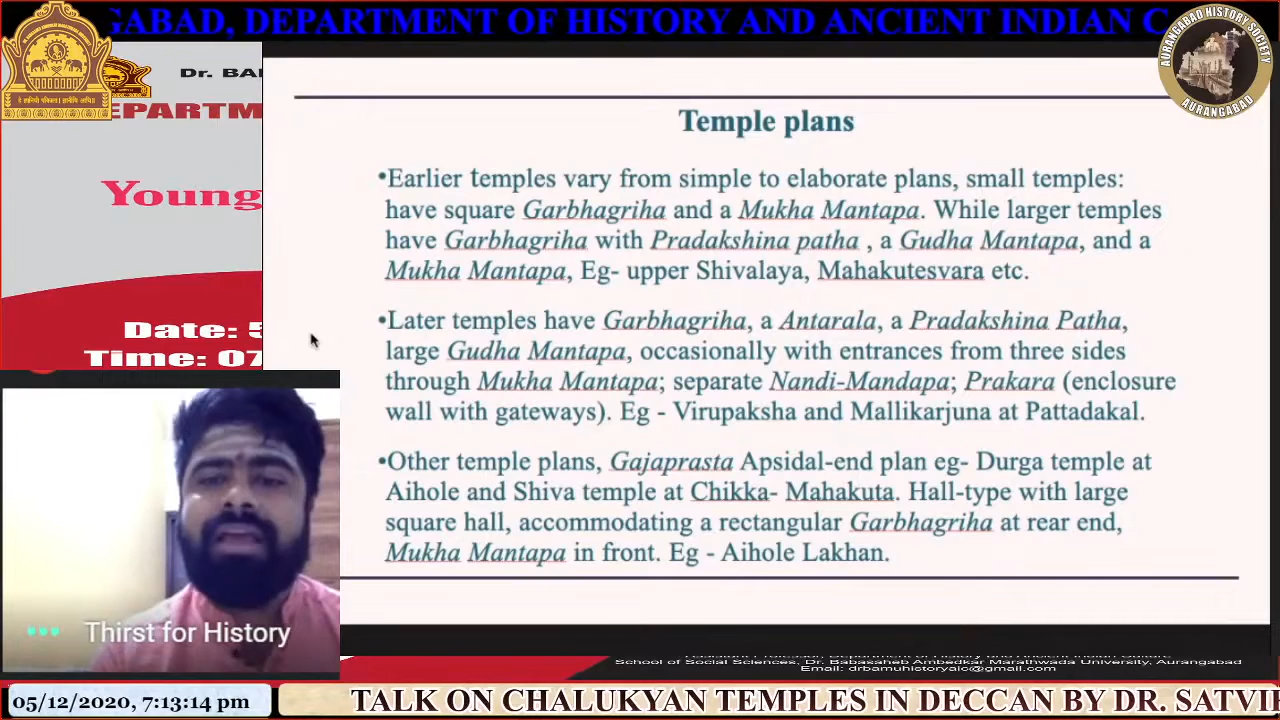 GABAD, DEPARTMENT OF HISTORY AND ANCIENT INDIAN C
AURANGABAD HISTORY SOCIETY
AURANGABAD
Dr. BA
EPARTM
Young
Date: 5
Time: 07
Temple plans
•Earlier temples vary from simple to elaborate plans, small temples:
have square Garbhagriha and a Mukha Mantapa. While larger temples
have Garbhagriha with Pradakshina patha , a Gudha Mantapa, and a
Mukha Mantapa, Eg- upper Shivalaya, Mahakutesvara etc.
•Later temples have Garbhagriha, a Antarala, a Pradakshina Patha,
large Gudha Mantapa, occasionally with entrances from three sides
through Mukha Mantapa; separate Nandi-Mandapa; Prakara (enclosure
wall with gateways). Eg - Virupaksha and Mallikarjuna at Pattadakal.
•Other temple plans, Gajaprasta Apsidal-end plan eg- Durga temple at
Aihole and Shiva temple at Chikka- Mahakuta. Hall-type with large
square hall, accommodating a rectangular Garbhagriha at rear end,
Mukha Mantapa in front. Eg - Aihole Lakhan.
Thirst for History
School of Social Sciences, Dr. Babasaheb Ambedkar Marathwada University, Aurangabad
Email: drbamuhistoryaic@gmail.com
05/12/2020, 7:13:14 pm
TALK ON CHALUKYAN TEMPLES IN DECCAN BY DR. SATVI